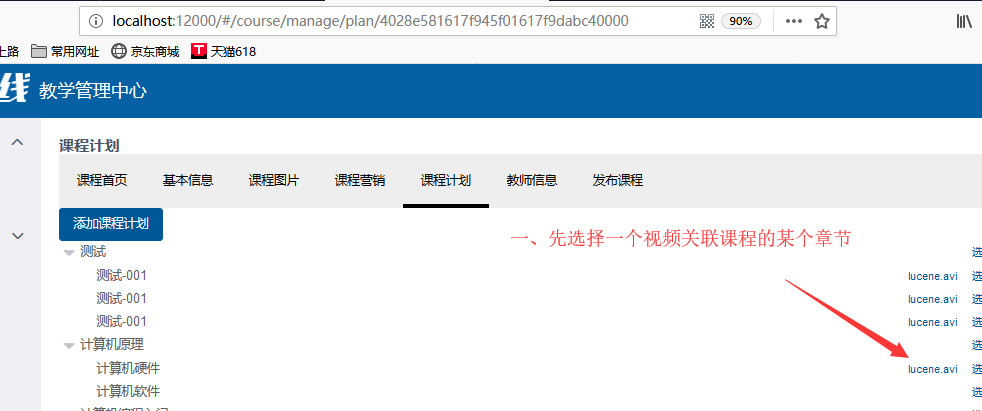 localhost:12000/#/course/manage/plan/4028e581617f945f01617f9dabc40000 90%
上路 常用网址 京东商城 T 天猫618
线 教学管理中心
课程计划
课程首页 基本信息 课程图片 课程营销 课程计划 教师信息 发布课程
添加课程计划
一、先选择一个视频关联课程的某个章节
测试 选
测试-001 lucene.avi 选
测试-001 lucene.avi 选
测试-001 lucene.avi 选
计算机原理 选
计算机硬件 lucene.avi 选
计算机软件 选